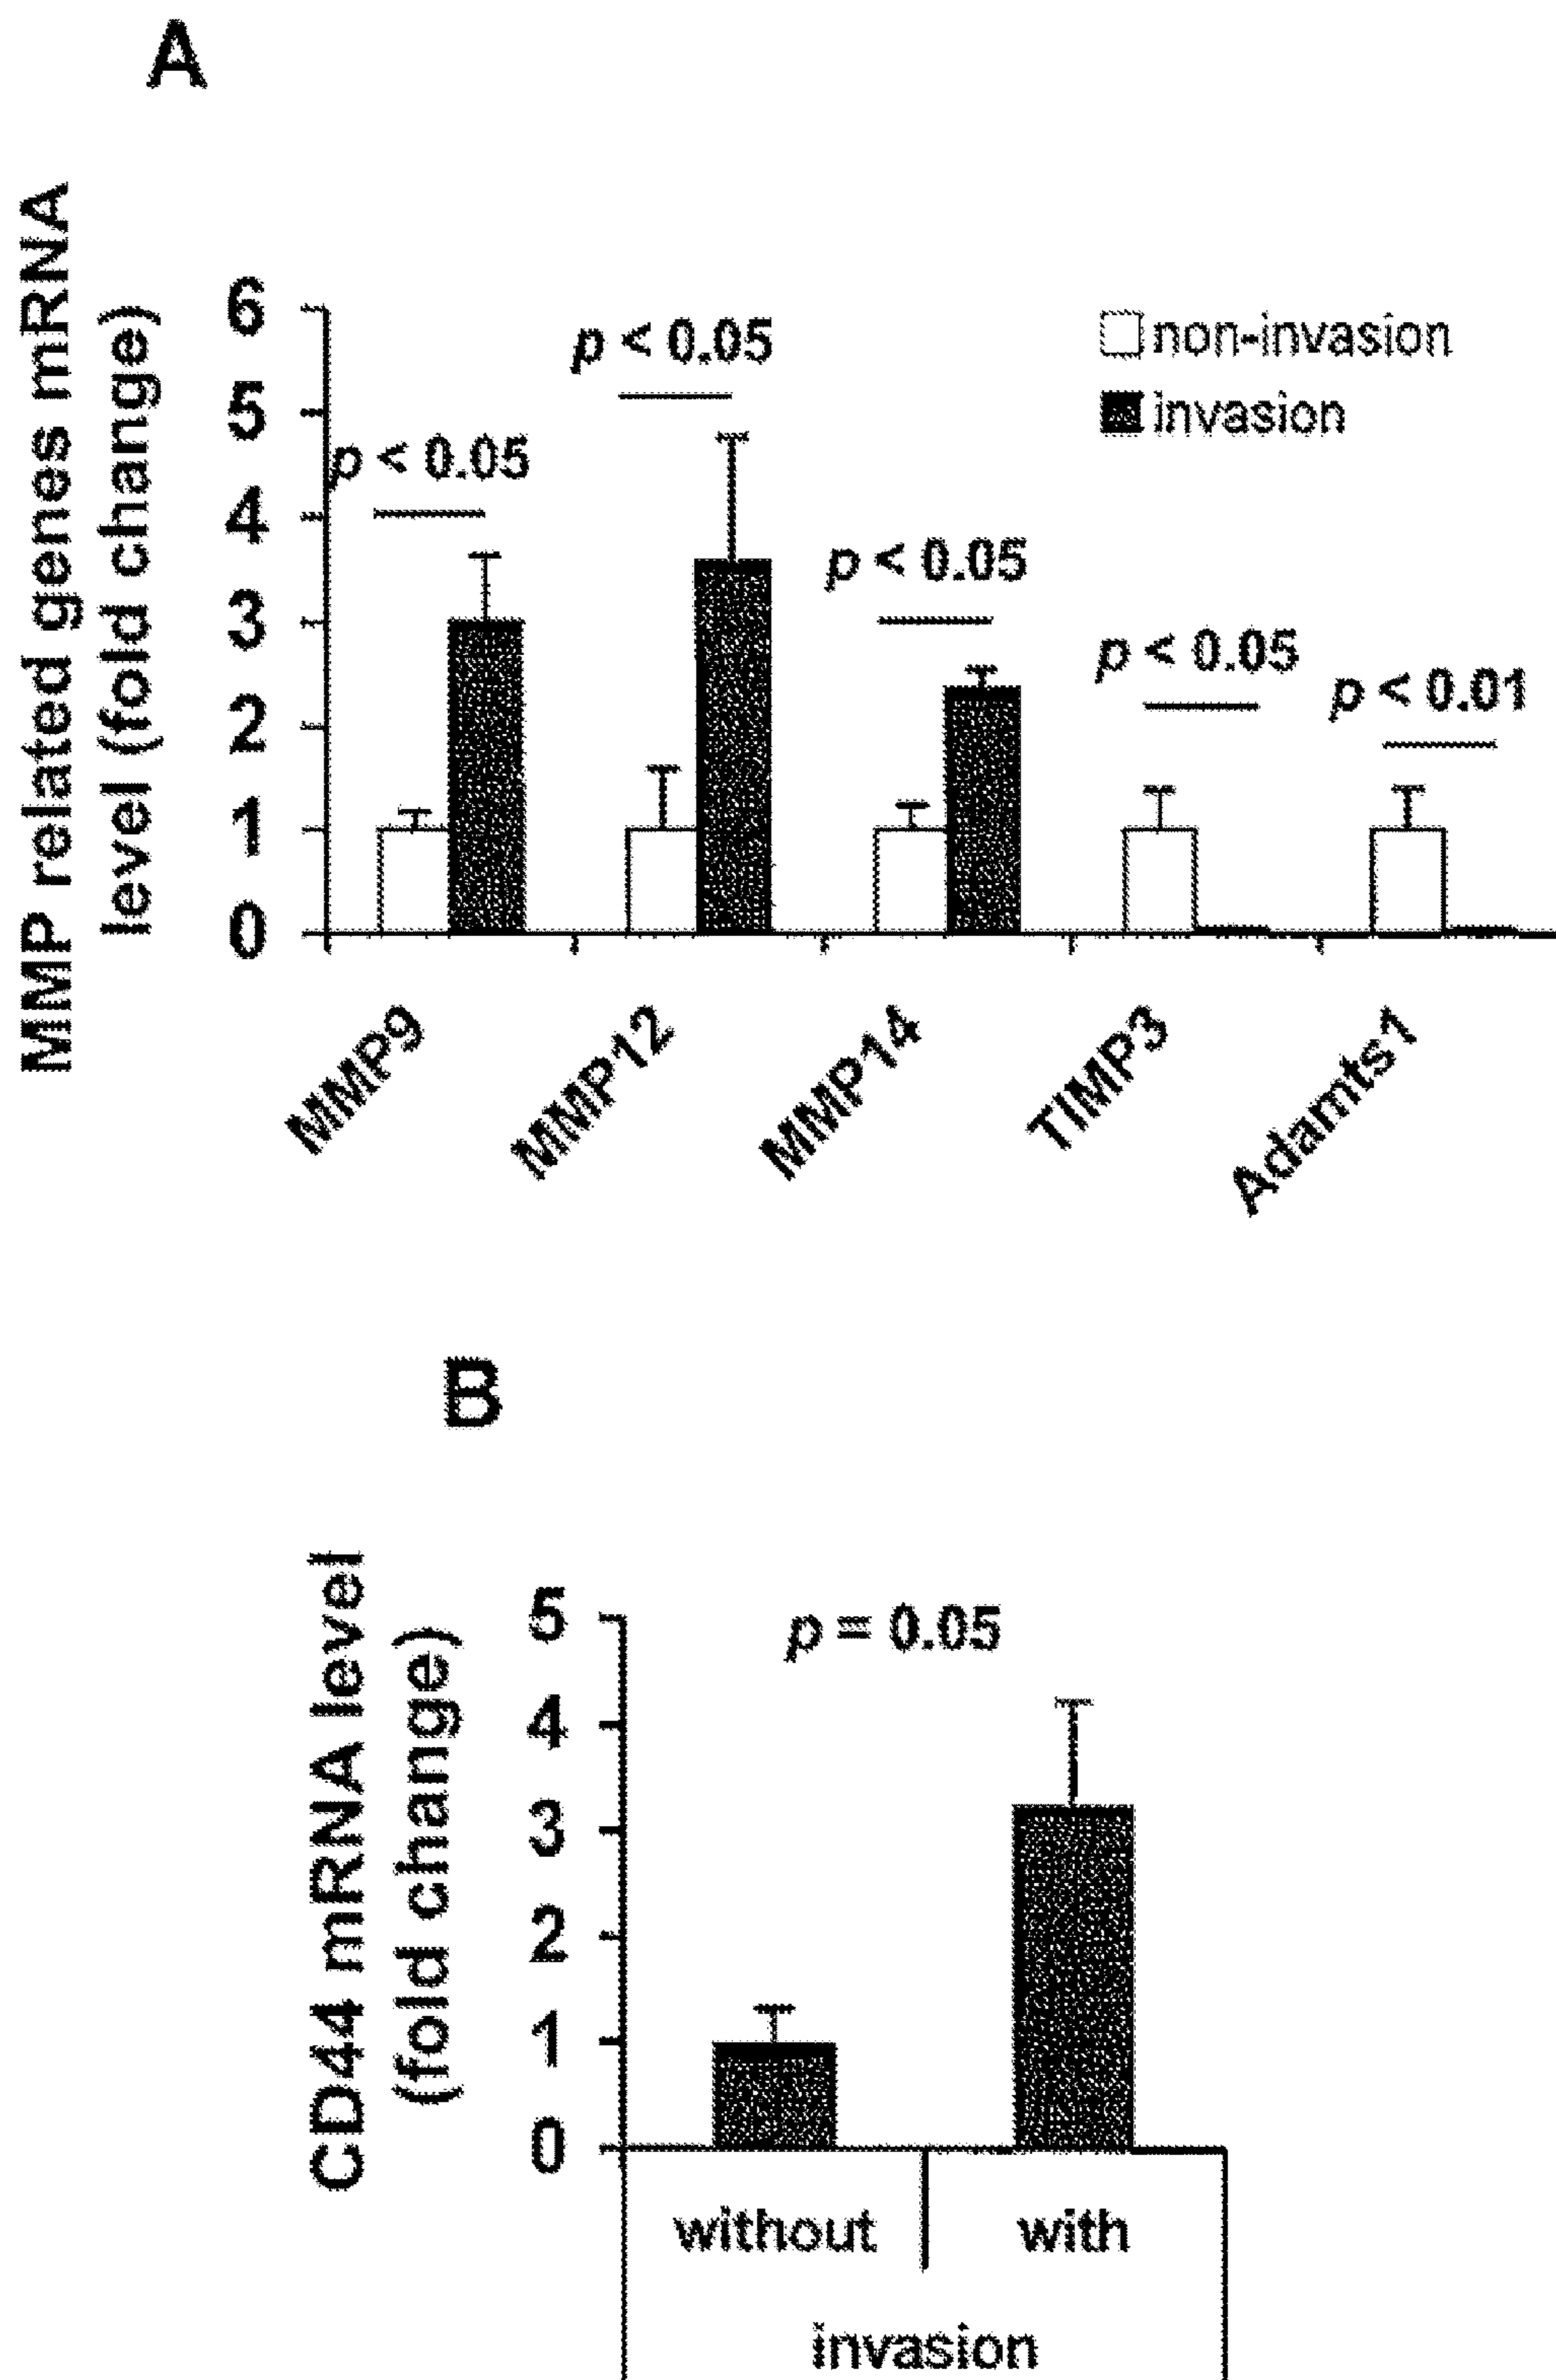 A
MMP related genes mRNA
level (fold change)
6
5
4
3
2
1
0
p < 0.05
p < 0.05
p < 0.05
p < 0.05
p < 0.01
non-invasion
invasion
MMP9
MMP12
MMP14
TIMP3
Adamts1
B
CD44 mRNA level
(fold change)
5
4
3
2
1
0
p = 0.05
without
with
invasion